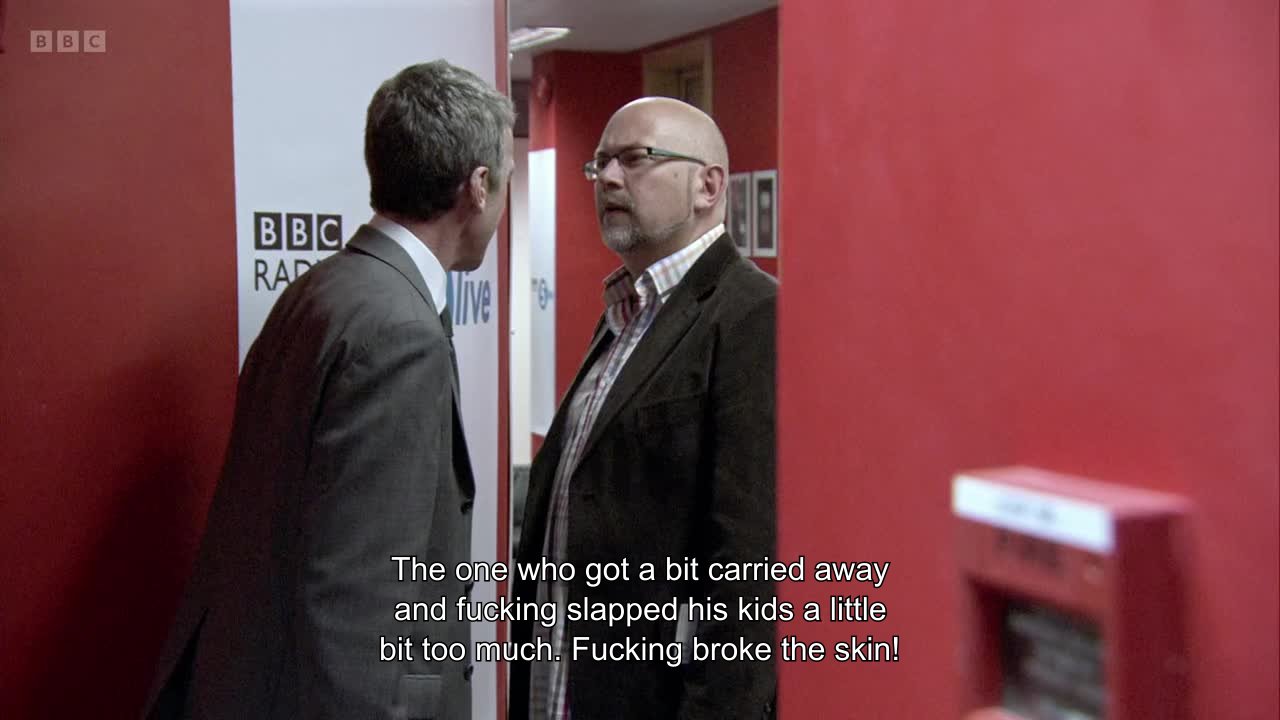 BBC
BBC
RAD
live
The one who got a bit carried away
and fucking slapped his kids a little
bit too much. Fucking broke the skin!